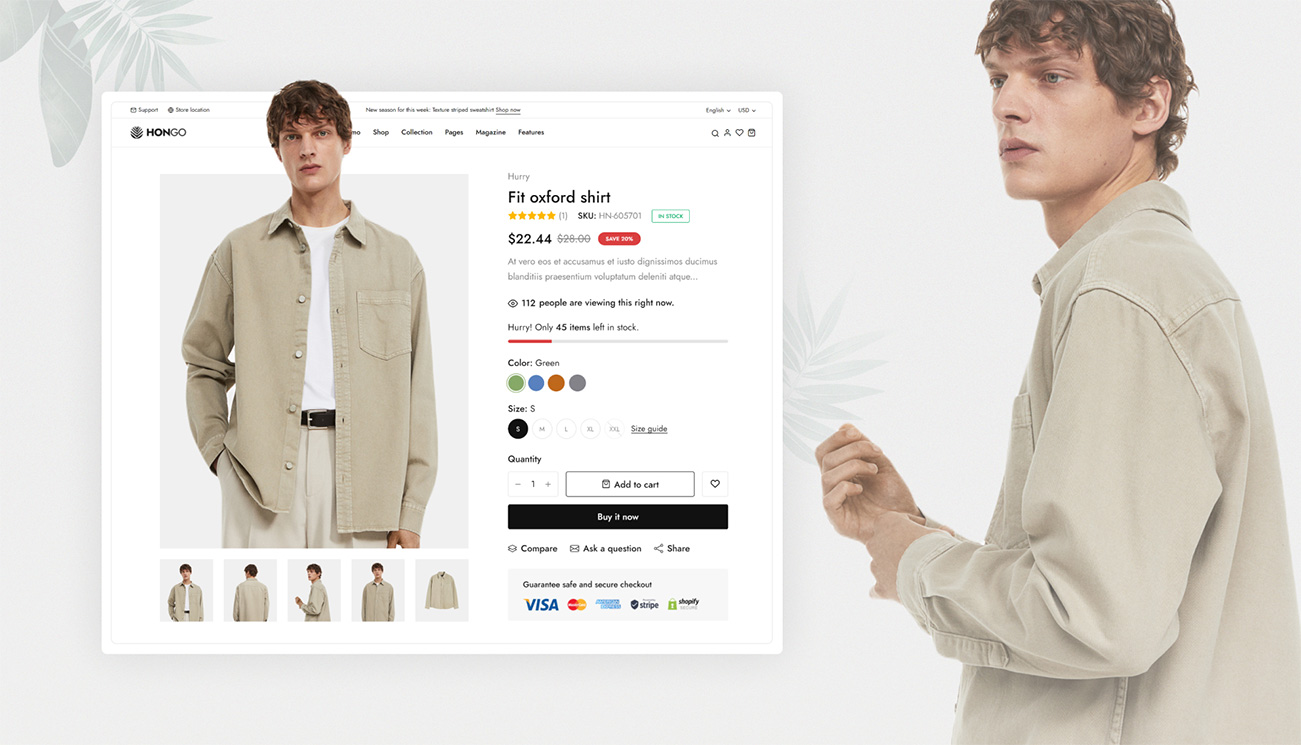 Support Store location New season for this week: Texture striped sweatshirt Shop now English USD
HONGO mo Shop Collection Pages Magazine Features
Hurry
Fit oxford shirt
(1) SKU: HN-605701 IN STOCK
$22.44 $28.00 SAVE 20%
At vero eos et accusamus et iusto dignissimos ducimus
blanditiis praesentium voluptatum deleniti atque...
112 people are viewing this right now.
Hurry! Only 45 items left in stock.
Color: Green
Size: S
S M L XL XXL Size guide
Quantity
− 1 + Add to cart
Buy it now
Compare Ask a question Share
Guarantee safe and secure checkout
VISA MasterCard AMERICAN EXPRESS stripe shopify
SECURE